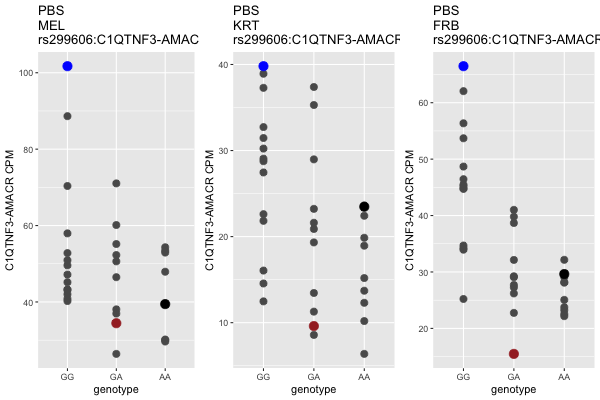 PBS
MEL
rs299606:C1QTNF3-AMAC
C1QTNF3-AMACR CPM
100
80
60
40
GG
GA
AA
genotype
PBS
KRT
rs299606:C1QTNF3-AMACR
C1QTNF3-AMACR CPM
40
30
20
10
GG
GA
AA
genotype
PBS
FRB
rs299606:C1QTNF3-AMACR
C1QTNF3-AMACR CPM
60
50
40
30
20
GG
GA
AA
genotype